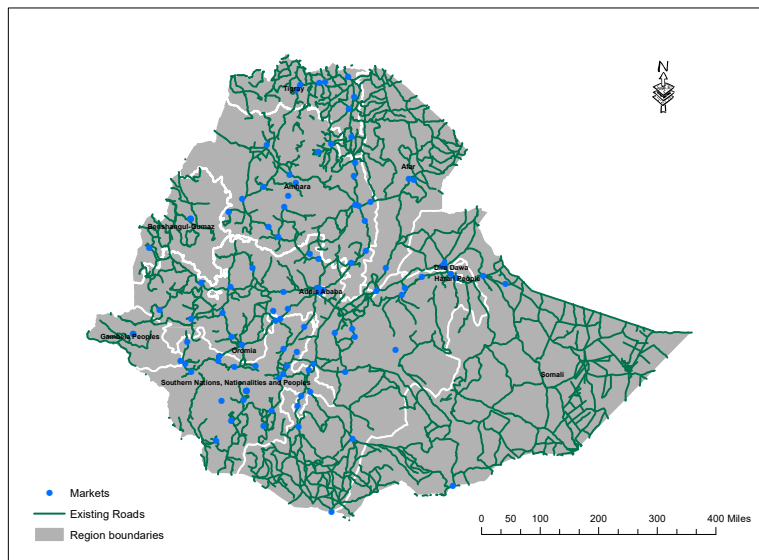 N
Tigray
Afar
Amhara
Benshangul-Gumaz
Dire Dawa
Harari People
Addis Ababa
Gambela Peoples
Oromia
Somali
Southern Nations, Nationalities and Peoples
Markets
Existing Roads
Region boundaries
0 50 100 200 300 400 Miles